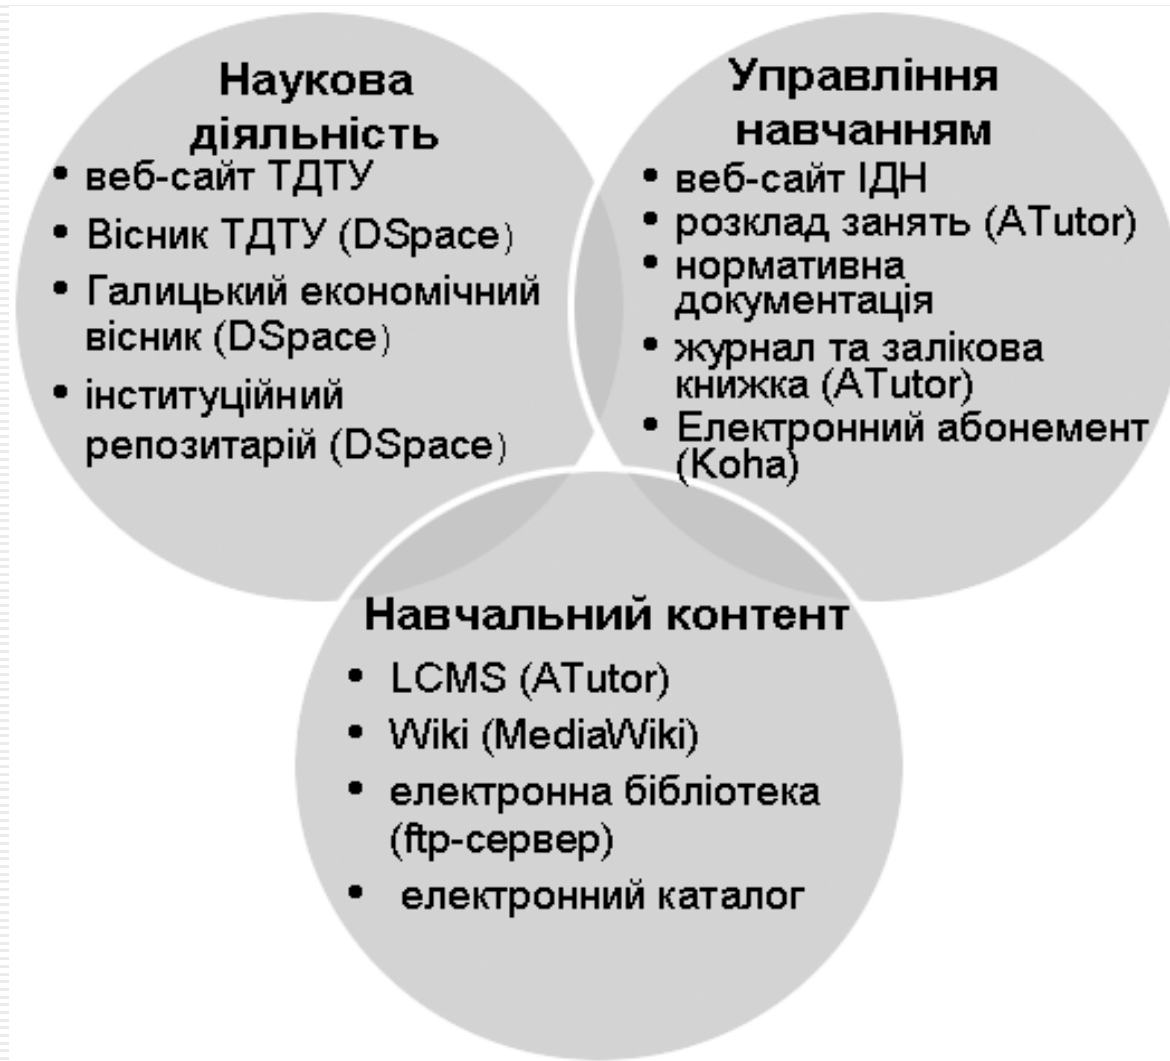 Наукова
діяльність
• веб-сайт ТДТУ
• Вісник ТДТУ (DSpace)
• Галицький економічний
вісник (DSpace)
• інституційний
репозитарій (DSpace)
Управління
навчанням
• веб-сайт ІДН
• розклад занять (ATutor)
• нормативна
документація
• журнал та залікова
книжка (ATutor)
• Електронний абонемент
(Koha)
Навчальний контент
• LCMS (ATutor)
• Wiki (MediaWiki)
• електронна бібліотека
(ftp-сервер)
• електронний каталог